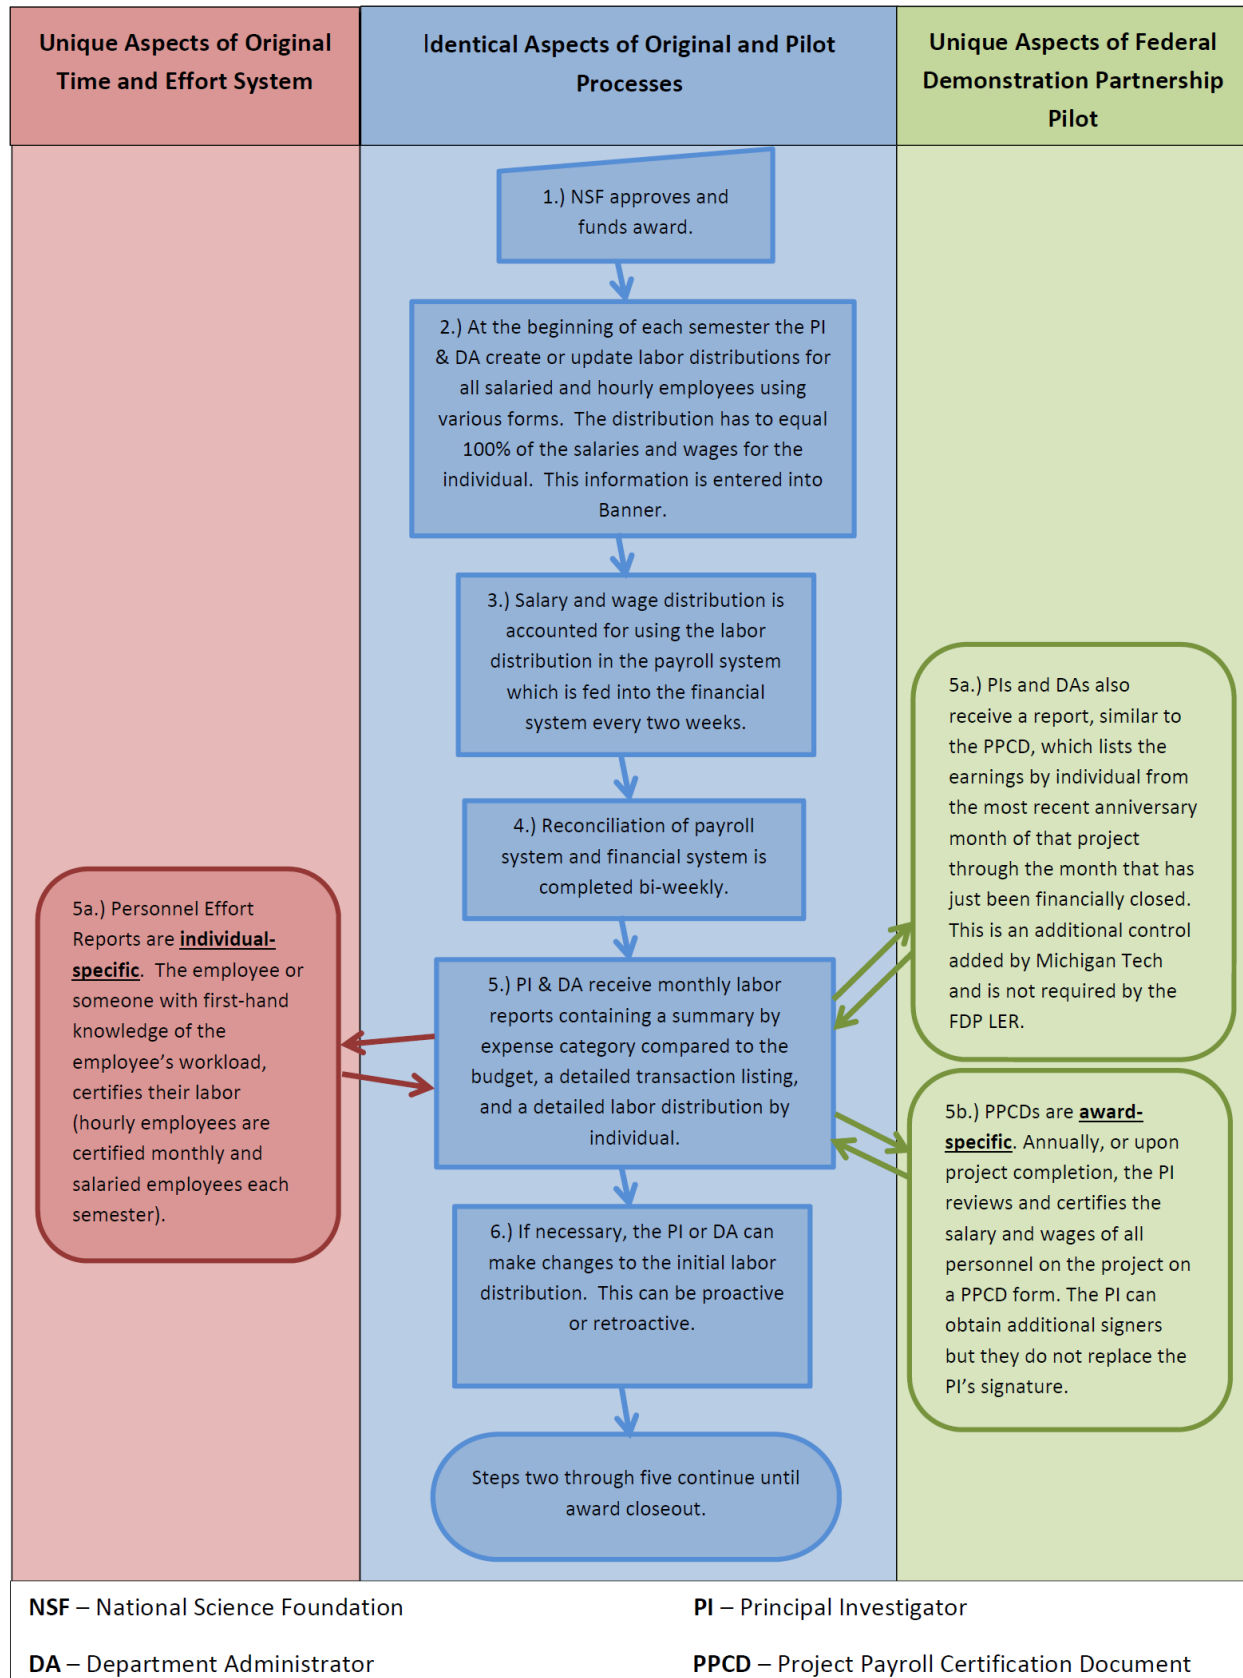 Unique Aspects of Original
Time and Effort System
Identical Aspects of Original and Pilot
Processes
Unique Aspects of Federal
Demonstration Partnership
Pilot
1.) NSF approves and
funds award.
2.) At the beginning of each semester the PI
& DA create or update labor distributions for
all salaried and hourly employees using
various forms. The distribution has to equal
100% of the salaries and wages for the
individual. This information is entered into
Banner.
3.) Salary and wage distribution is
accounted for using the labor
distribution in the payroll system
which is fed into the financial
system every two weeks.
4.) Reconciliation of payroll
system and financial system is
completed bi-weekly.
5.) PI & DA receive monthly labor
reports containing a summary by
expense category compared to the
budget, a detailed transaction listing,
and a detailed labor distribution by
individual.
6.) If necessary, the PI or DA can
make changes to the initial labor
distribution. This can be proactive
or retroactive.
Steps two through five continue until
award closeout.
5a.) Personnel Effort
Reports are individual-
specific. The employee or
someone with first-hand
knowledge of the
employee's workload,
certifies their labor
(hourly employees are
certified monthly and
salaried employees each
semester).
5a.) PIs and DAs also
receive a report, similar to
the PPCD, which lists the
earnings by individual from
the most recent anniversary
month of that project
through the month that has
just been financially closed.
This is an additional control
added by Michigan Tech
and is not required by the
FDP LER.
5b.) PPCDs are award-
specific. Annually, or upon
project completion, the PI
reviews and certifies the
salary and wages of all
personnel on the project on
a PPCD form. The PI can
obtain additional signers
but they do not replace the
PI's signature.
NSF – National Science Foundation
PI – Principal Investigator
DA – Department Administrator
PPCD – Project Payroll Certification Document